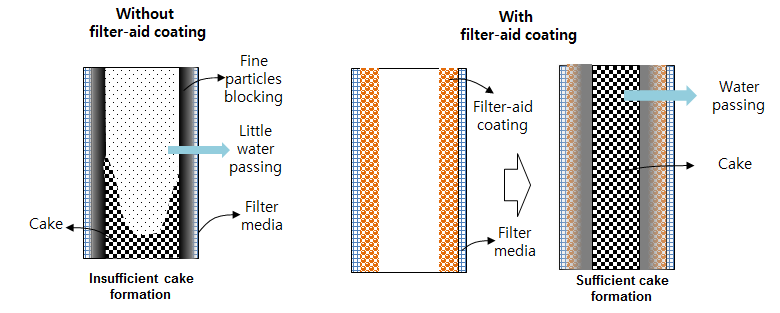 Without
filter-aid coating
Fine
particles
blocking
Little
water
passing
Filter
media
Cake
Insufficient cake
formation
With
filter-aid coating
Filter-aid
coating
Filter
media
Water
passing
Cake
Sufficient cake
formation